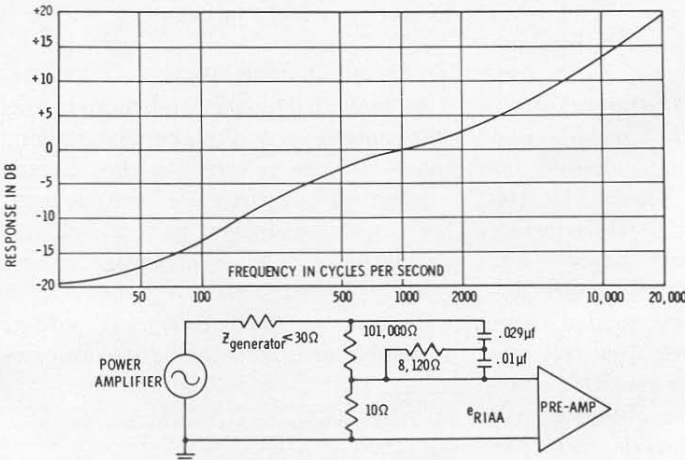 +20
+15
+10
+5
0
-5
-10
-15
-20
RESPONSE IN DB
FREQUENCY IN CYCLES PER SECOND
50 100 500 1000 2000 10,000 20,000
Zgenerator≤30Ω
101,000Ω
.029µf
8,120Ω
.01µf
POWER
AMPLIFIER
10Ω
eRIAA
PRE-AMP